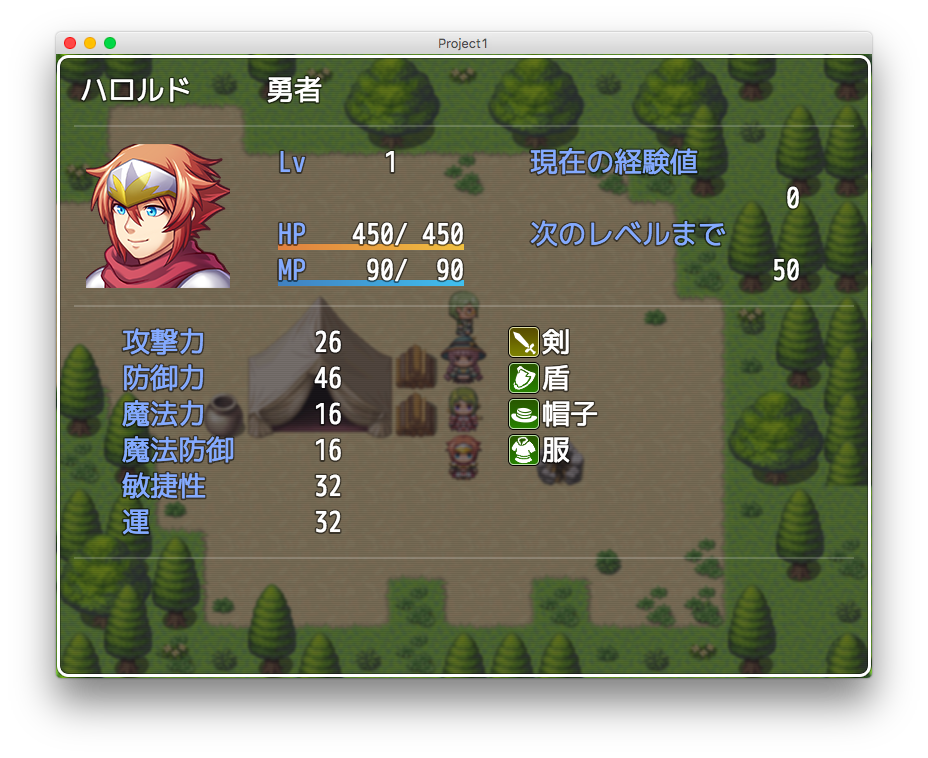 Project1
ハロルド 勇者
Lv 1 現在の経験値
0
HP 450/ 450 次のレベルまで
MP 90/ 90 50
攻撃力 26 剣
防御力 46 盾
魔法力 16 帽子
魔法防御 16 服
敏捷性 32
運 32